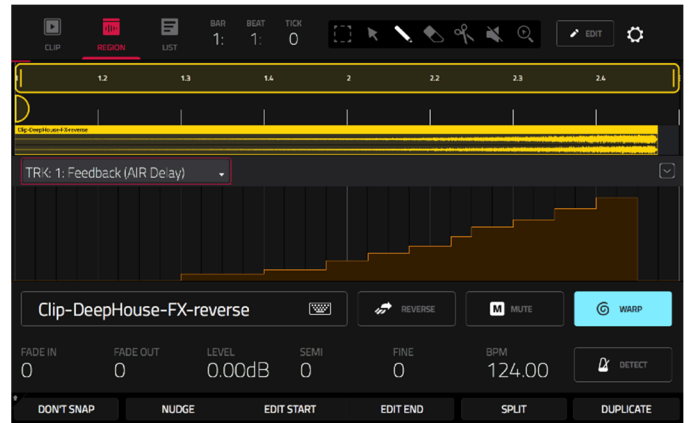 BAR BEAT TICK
1: 1: 0
CLIP REGION LIST
EDIT
1.2 1.3 1.4 2 2.2 2.3 2.4
Clip-DeepHouse-FX-reverse
TRK: 1: Feedback (AIR Delay)
Clip-DeepHouse-FX-reverse
REVERSE
M MUTE
WARP
FADE IN FADE OUT LEVEL SEMI FINE BPM
0 0 0.00dB 0 0 124.00
DETECT
DON'T SNAP NUDGE EDIT START EDIT END SPLIT DUPLICATE